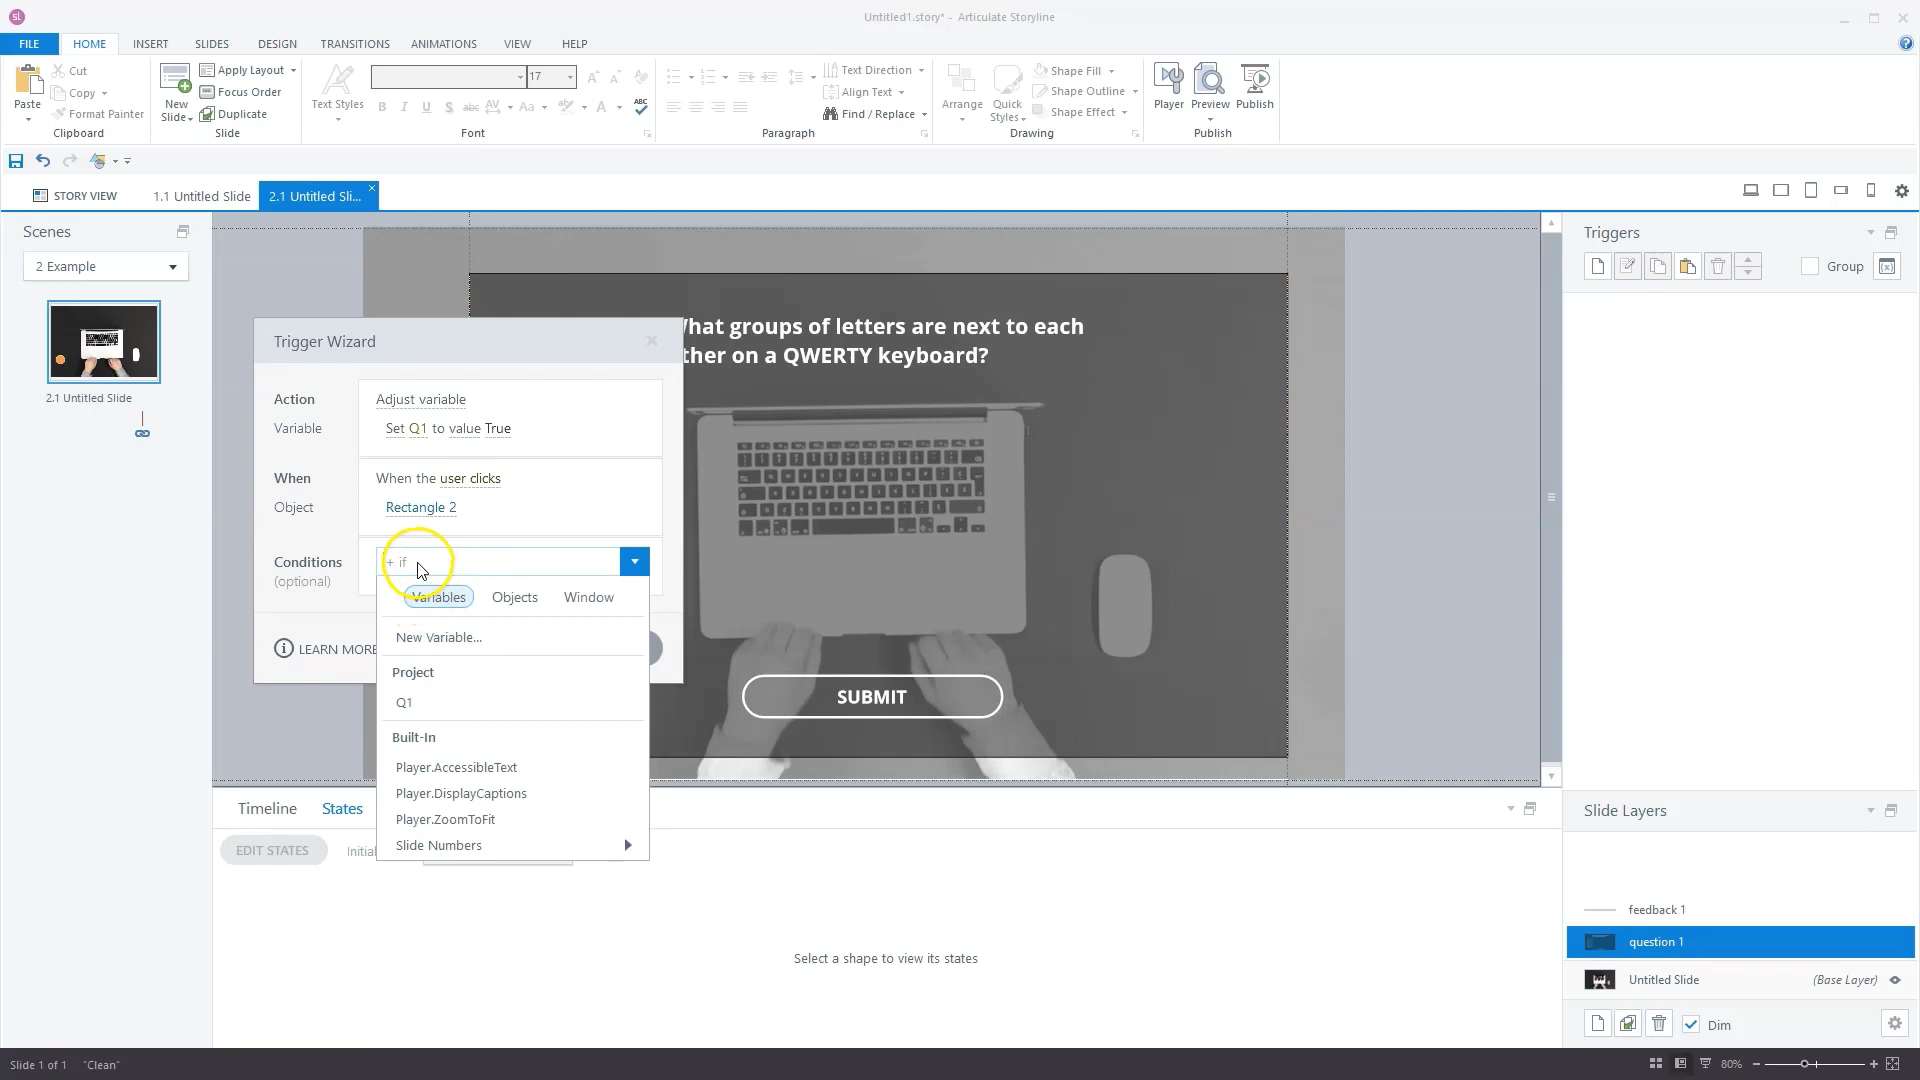 sl
Untitled1.story* - Articulate Storyline
FILE
HOME
INSERT
SLIDES
DESIGN
TRANSITIONS
ANIMATIONS
VIEW
HELP
Paste
Cut
Copy
Format Painter
Clipboard
New
Slide
Apply Layout
Focus Order
Duplicate
Slide
Text Styles
17
Font
Text Direction
Align Text
Find / Replace
Paragraph
Arrange
Quick
Styles
Shape Fill
Shape Outline
Shape Effect
Drawing
Player
Preview
Publish
Publish
STORY VIEW
1.1 Untitled Slide
2.1 Untitled Sli...
Scenes
2 Example
2.1 Untitled Slide
Trigger Wizard
Action
Adjust variable
Variable
Set Q1 to value True
When
When the user clicks
Object
Rectangle 2
Conditions
(optional)
+ if
Variables
Objects
Window
New Variable...
Project
Q1
Built-In
Player.AccessibleText
Player.DisplayCaptions
Player.ZoomToFit
Slide Numbers
LEARN MORE
hat groups of letters are next to each
ther on a QWERTY keyboard?
SUBMIT
Timeline
States
EDIT STATES
Initial
Select a shape to view its states
Triggers
Group
Slide Layers
feedback 1
question 1
Untitled Slide
(Base Layer)
Dim
Slide 1 of 1
"Clean"
80%